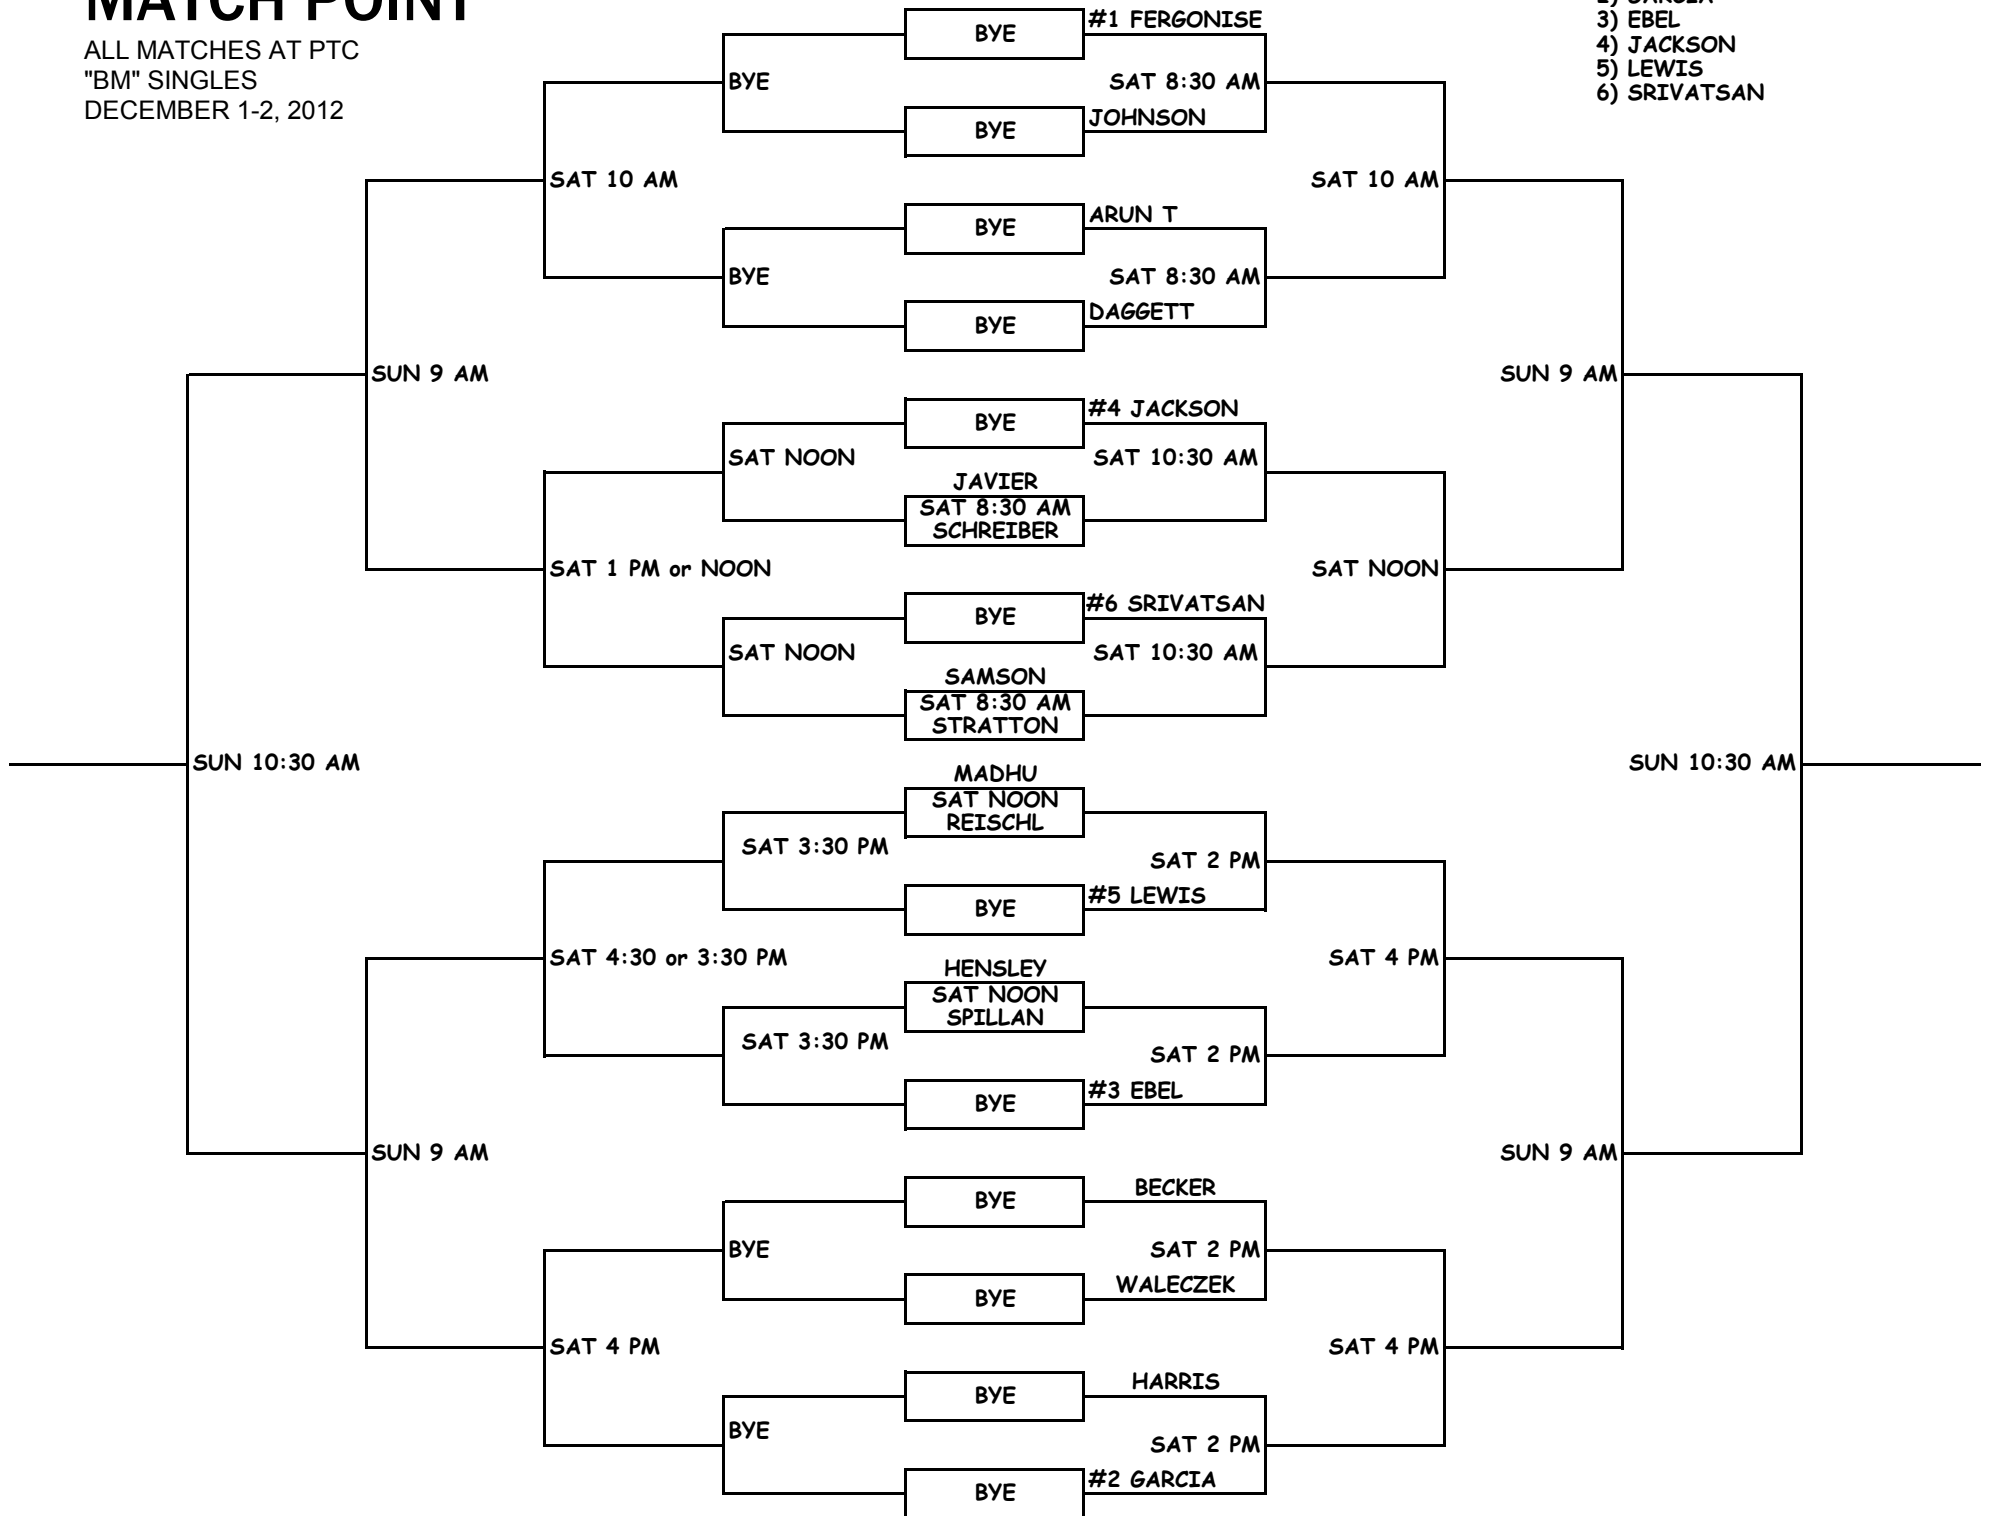 MATCH POINT
ALL MATCHES AT PTC
"BM" SINGLES
DECEMBER 1-2, 2012
2) GARCIA
3) EBEL
4) JACKSON
5) LEWIS
6) SRIVATSAN
BYE
#1 FERGONISE
BYE
SAT 8:30 AM
BYE
JOHNSON
SAT 10 AM
SAT 10 AM
BYE
ARUN T
BYE
SAT 8:30 AM
BYE
DAGGETT
SUN 9 AM
SUN 9 AM
BYE
#4 JACKSON
SAT NOON
SAT 10:30 AM
JAVIER
SAT 8:30 AM
SCHREIBER
SAT 1 PM or NOON
SAT NOON
BYE
#6 SRIVATSAN
SAT NOON
SAT 10:30 AM
SAMSON
SAT 8:30 AM
STRATTON
SUN 10:30 AM
SUN 10:30 AM
MADHU
SAT NOON
REISCHL
SAT 3:30 PM
SAT 2 PM
BYE
#5 LEWIS
SAT 4:30 or 3:30 PM
SAT 4 PM
HENSLEY
SAT NOON
SPILLAN
SAT 3:30 PM
SAT 2 PM
BYE
#3 EBEL
SUN 9 AM
SUN 9 AM
BYE
BECKER
BYE
SAT 2 PM
BYE
WALECZEK
SAT 4 PM
SAT 4 PM
BYE
HARRIS
BYE
SAT 2 PM
BYE
#2 GARCIA